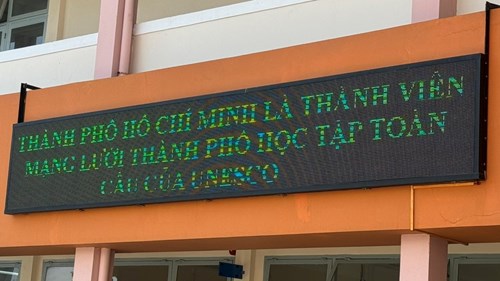 THÀNH PHỐ HỒ CHÍ MINH LÀ THÀNH VIÊN
MẠNG LƯỚI THÀNH PHỐ HỌC TẬP TOÀN
CẦU CỦA UNESCO